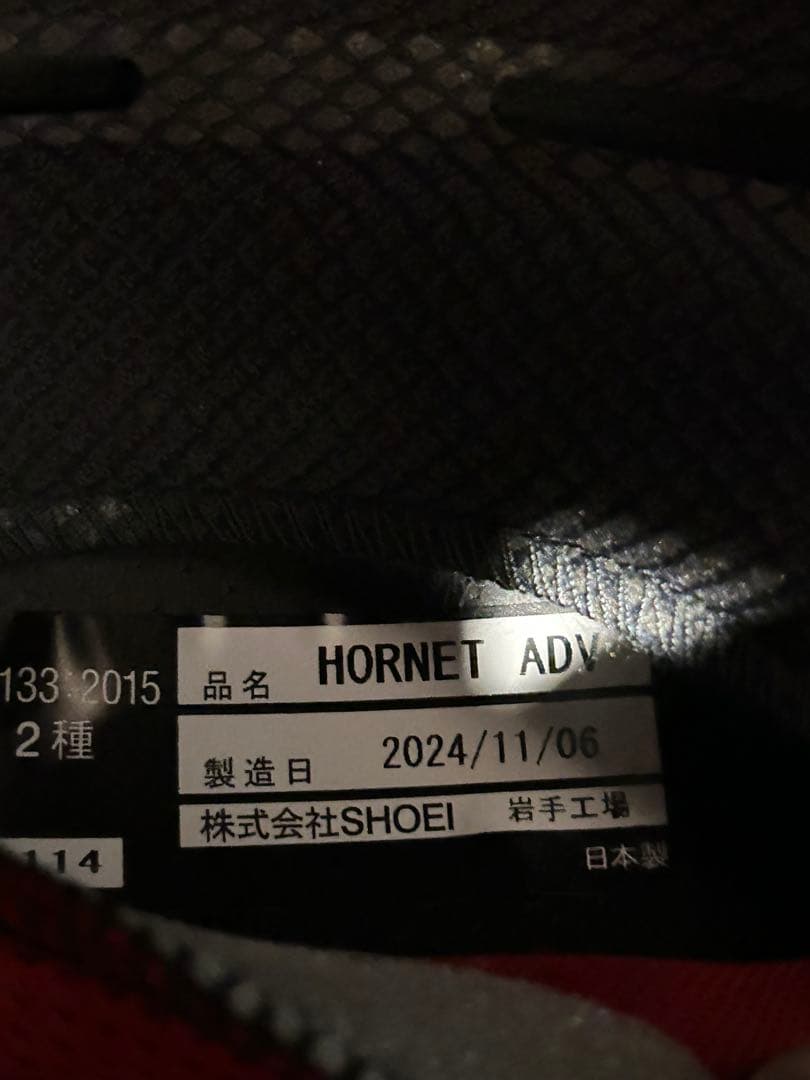 133:2015
2種
114
品名 HORNET ADV
製造日 2024/11/06
株式会社SHOEI 岩手工場
日本製